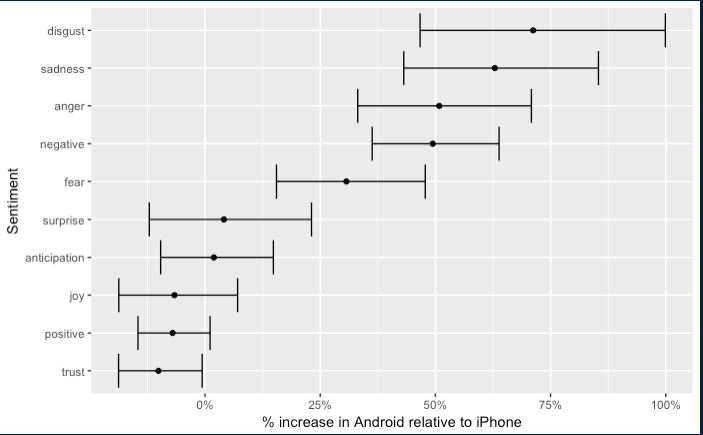 disgust
sadness
anger
negative
fear
surprise
anticipation
joy
positive
trust
Sentiment
0% 25% 50% 75% 100%
% increase in Android relative to iPhone